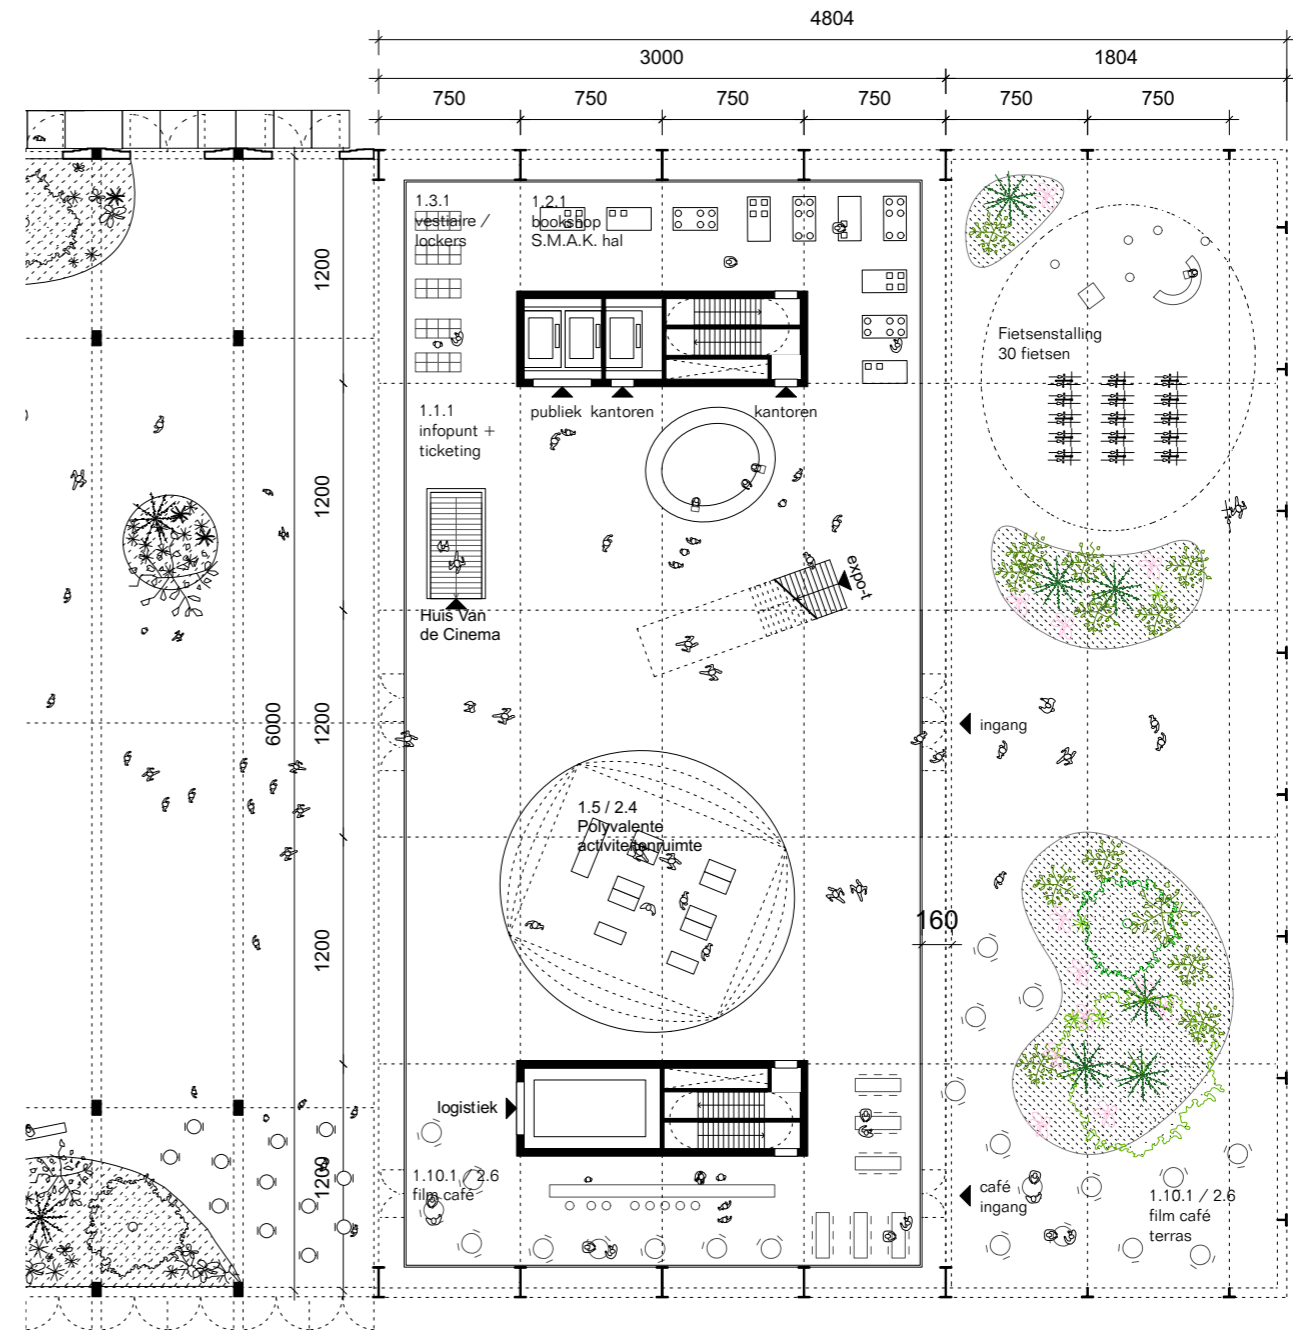 4804
3000
1804
750
750
750
750
750
750
1.3.1
vestiaire /
lockers
1.2.1
bookshop
S.M.A.K. hal
1200
Fietsenstalling
30 fietsen
publiek
kantoren
kantoren
1.1.1
infopunt +
ticketing
1200
expo-t
Huis Van
de Cinema
6000
1200
ingang
1.5 / 2.4
Polyvalente
activiteitenruimte
160
1200
logistiek
1200
1.10.1 / 2.6
film café
café
ingang
1.10.1 / 2.6
film café
terras